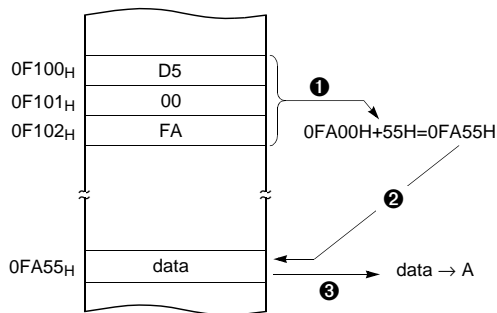 0F100H D5
0F101H 00
0F102H FA
❶
0FA00H+55H=0FA55H
❷
0FA55H data
❸
data → A